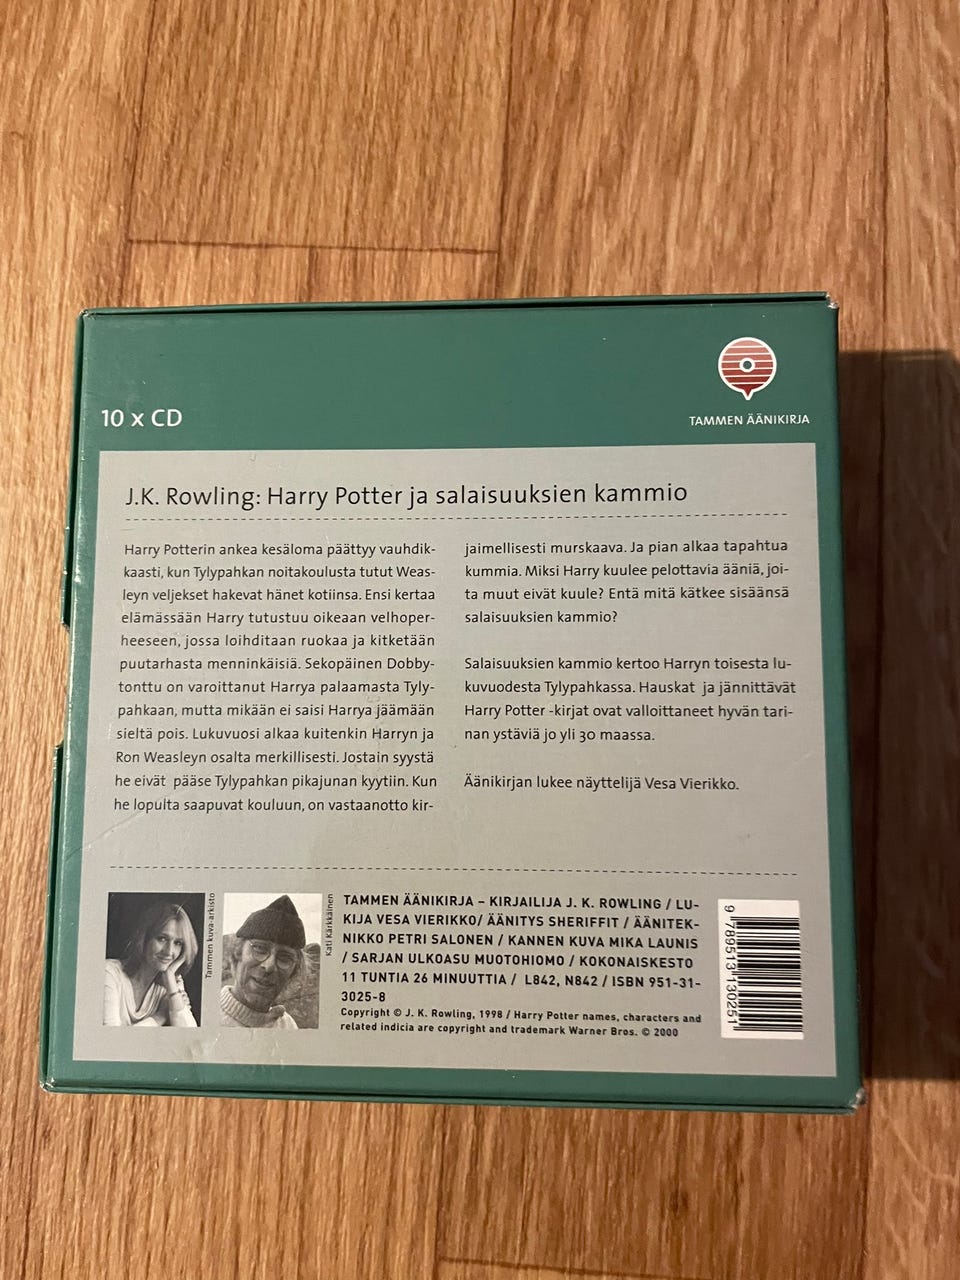 10 x CD
TAMMEN ÄÄNIKIRJA
J.K. Rowling: Harry Potter ja salaisuuksien kammio
Harry Potterin ankea kesäloma päättyy vauhdik-
kaasti, kun Tylypahkan noitakoulusta tutut Weas-
leyn veljekset hakevat hänet kotiinsa. Ensi kertaa
elämässään Harry tutustuu oikeaan velhoper-
heeseen, jossa loihditaan ruokaa ja kitketään
puutarhasta menninkäisiä. Sekopäinen Dobby-
tonttu on varoittanut Harrya palaamasta Tyly-
pahkaan, mutta mikään ei saisi Harrya jäämään
sieltä pois. Lukuvuosi alkaa kuitenkin Harryn ja
Ron Weasleyn osalta merkillisesti. Jostain syystä
he eivät pääse Tylypahkan pikajunan kyytiin. Kun
he lopulta saapuvat kouluun, on vastaanotto kir-
jaimellisesti murskaava. Ja pian alkaa tapahtua
kummia. Miksi Harry kuulee pelottavia ääniä, joi-
ta muut eivät kuule? Entä mitä kätkee sisäänsä
salaisuuksien kammio?
Salaisuuksien kammio kertoo Harryn toisesta lu-
kuvuodesta Tylypahkassa. Hauskat ja jännittävät
Harry Potter -kirjat ovat valloittaneet hyvän tari-
nan ystäviä jo yli 30 maassa.
Äänikirjan lukee näyttelijä Vesa Vierikko.
Tammen kuva-arkisto
Kati Kärkkäinen
TAMMEN ÄÄNIKIRJA – KIRJAILIJA J. K. ROWLING / LU-
KIJA VESA VIERIKKO/ ÄÄNITYS SHERIFFIT / ÄÄNITEK-
NIKKO PETRI SALONEN / KANNEN KUVA MIKA LAUNIS
/ SARJAN ULKOASU MUOTOHIOMO / KOKONAISKESTO
11 TUNTIA 26 MINUUTTIA / L842, N842 / ISBN 951-31-
3025-8
Copyright © J. K. Rowling, 1998 / Harry Potter names, characters and
related indicia are copyright and trademark Warner Bros. © 2000
9 789513 130251